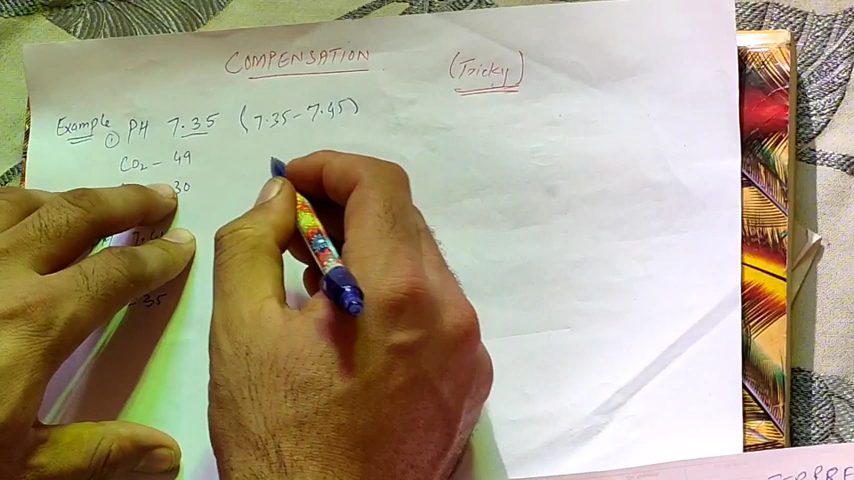 COMPENSATION (Tricky)
Example ① PH 7.35 (7.35-7.45)
CO2 - 49
30
35